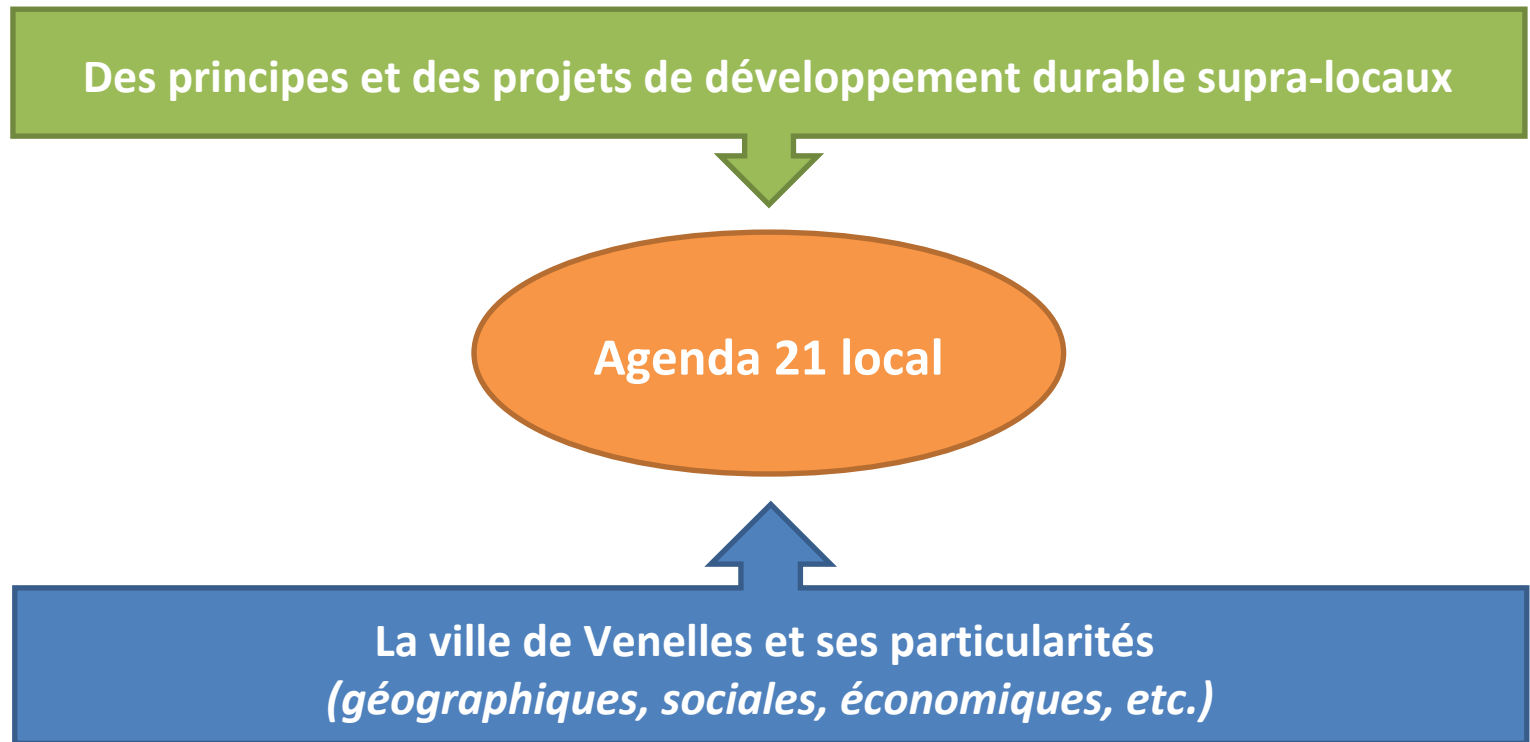 Des principes et des projets de développement durable supra-locaux
Agenda 21 local
La ville de Venelles et ses particularités
(géographiques, sociales, économiques, etc.)